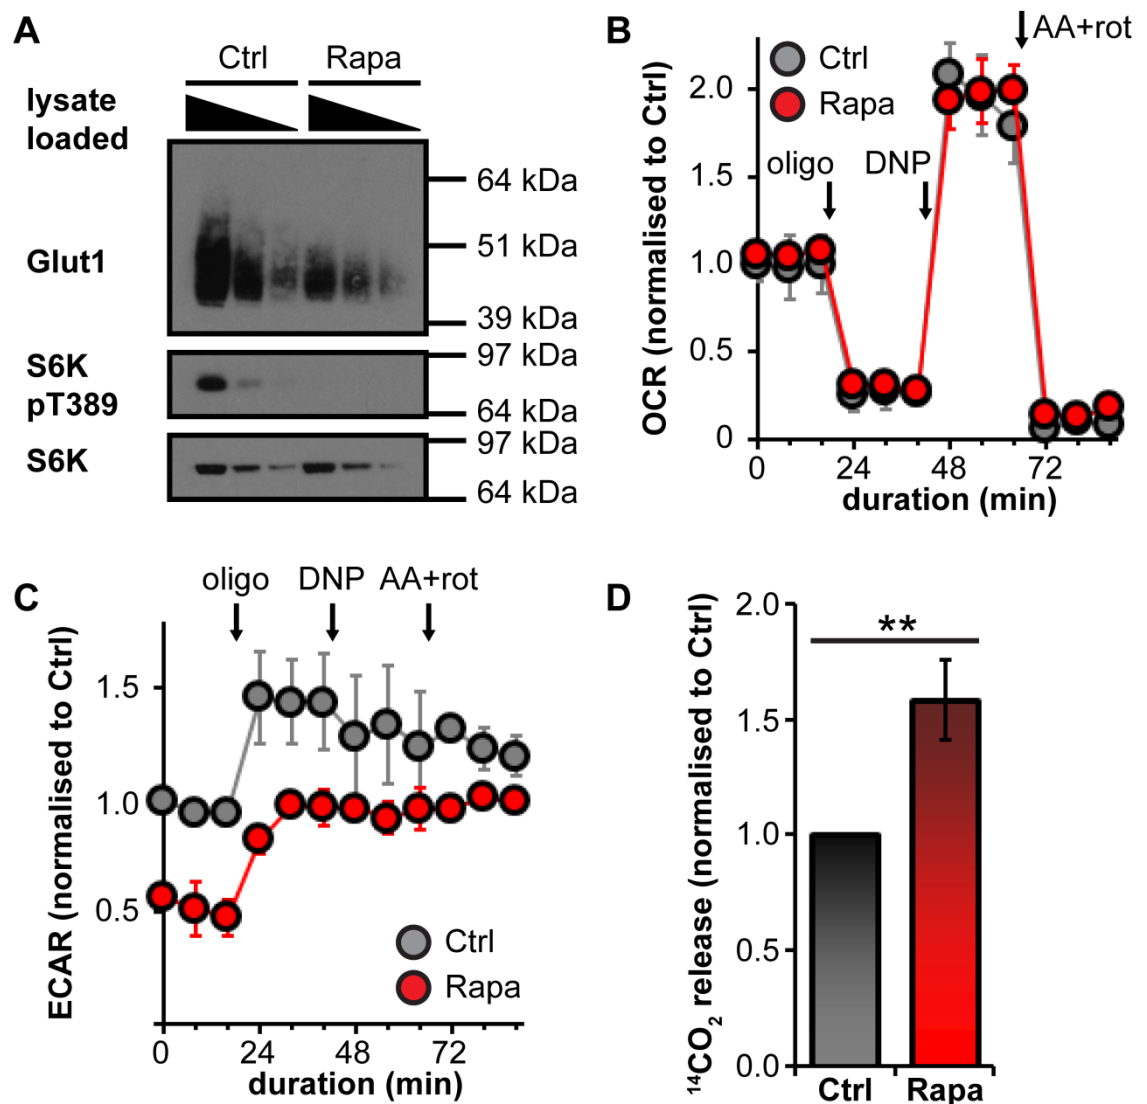 A
Ctrl Rapa
lysate
loaded
64 kDa
51 kDa
Glut1
39 kDa
97 kDa
S6K
pT389
64 kDa
97 kDa
S6K
64 kDa
B
AA+rot
Ctrl
Rapa
oligo
DNP
OCR (normalised to Ctrl)
2.0
1.5
1.0
0.5
0
0 24 48 72
duration (min)
C
oligo DNP AA+rot
ECAR (normalised to Ctrl)
1.5
1.0
0.5
Ctrl
Rapa
0 24 48 72
duration (min)
D
**
¹⁴CO₂ release (normalised to Ctrl)
2.0
1.5
1.0
0.5
0.0
Ctrl Rapa